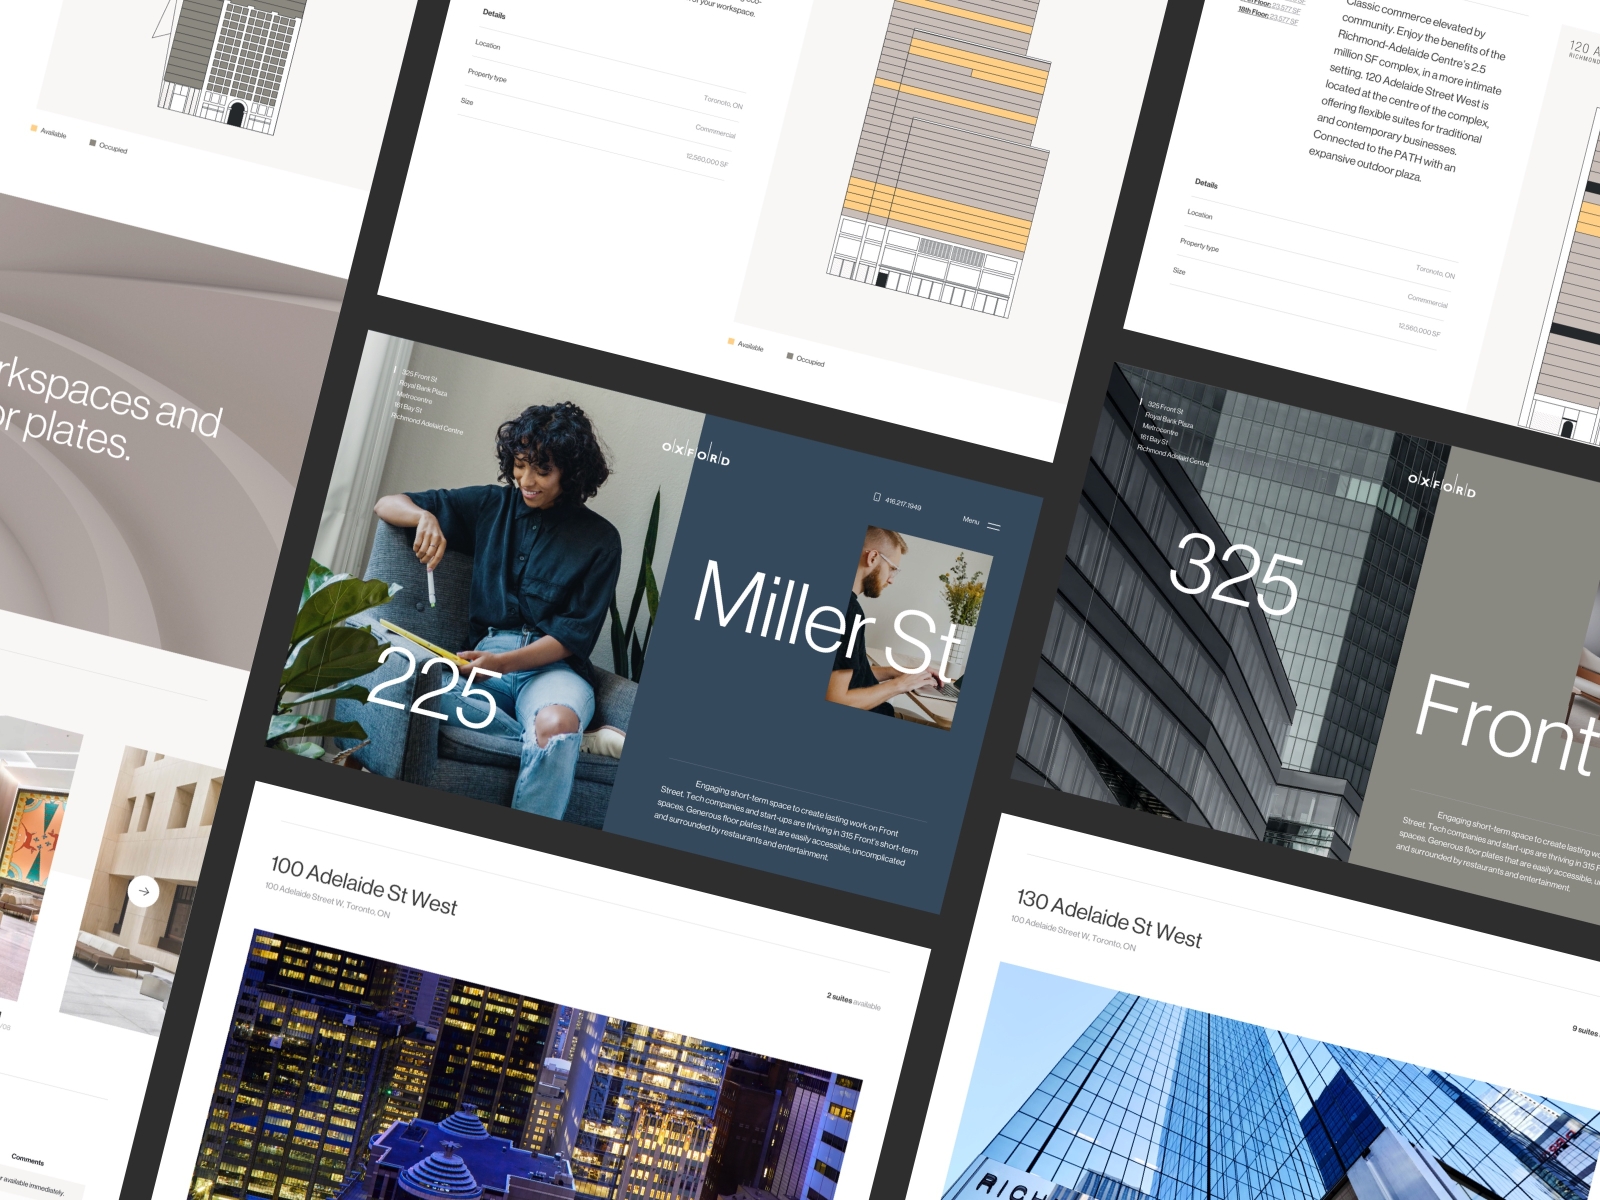 Available
Occupied
rkspaces and
or plates.
Comments
r available immediately.
of your workspace.
Details
Location
Toronoto, ON
Property type
Commmercial
Size
12,560,000 SF
Available
Occupied
325 Front St
Royal Bank Plaza
Metrocentre
161 Bay St
Richmond Adelaid Centre
OXFORD
416.217.1949
Menu
225
Miller St
Engaging short-term space to create lasting work on Front
Street. Tech companies and start-ups are thriving in 315 Front's short-term
spaces. Generous floor plates that are easily accessible, uncomplicated
and surrounded by restaurants and entertainment.
100 Adelaide St West
100 Adelaide Street W, Toronto, ON
2 suites available
18th Floor: 23,577 SF
Classic commerce elevated by
community. Enjoy the benefits of the
Richmond-Adelaide Centre's 2.5
million SF complex, in a more intimate
setting. 120 Adelaide Street West is
located at the centre of the complex,
offering flexible suites for traditional
and contemporary businesses.
Connected to the PATH with an
expansive outdoor plaza.
120 A
RICHMOND
Details
Location
Toronoto, ON
Property type
Commmercial
Size
12,560,000 SF
325 Front St
Royal Bank Plaza
Metrocentre
161 Bay St
Richmond Adelaid Centre
OXFORD
325
Front
Engaging short-term space to create lasting wo
Street. Tech companies and start-ups are thriving in 315 F
spaces. Generous floor plates that are easily accessible, u
and surrounded by restaurants and entertainment.
130 Adelaide St West
100 Adelaide Street W, Toronto, ON
9 suites
RICH